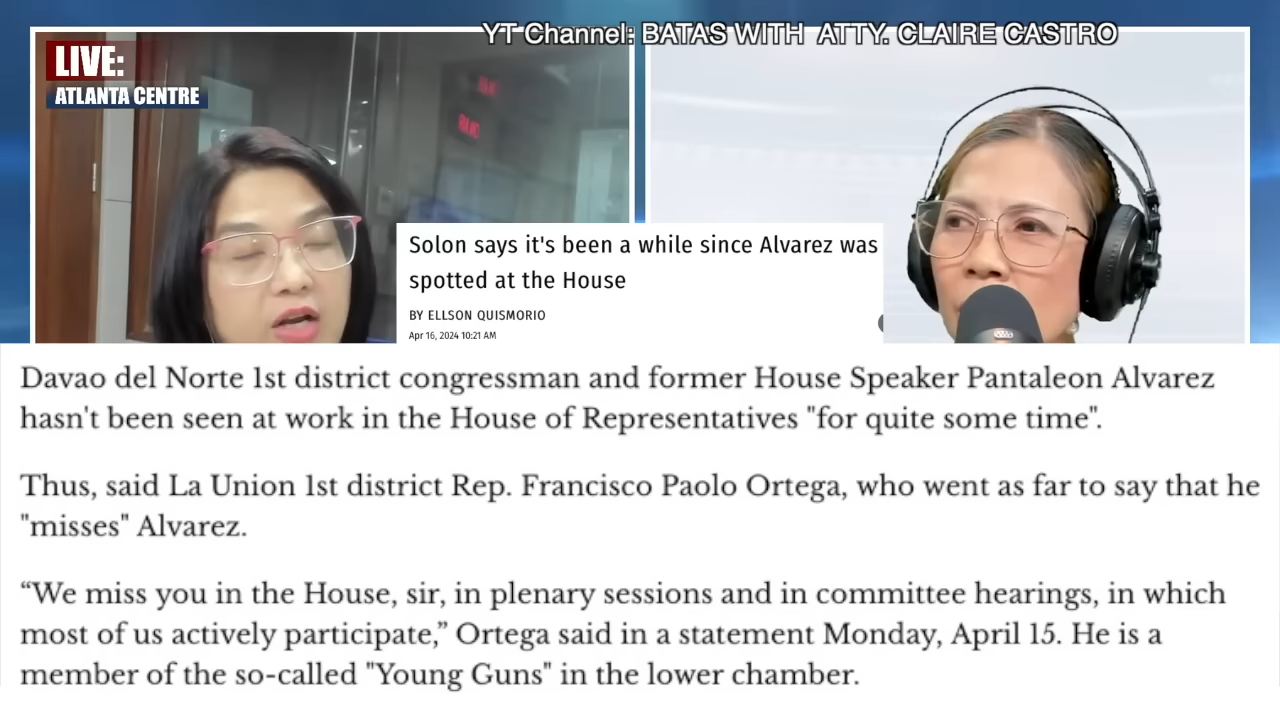 YT Channel: BATAS WITH ATTY. CLAIRE CASTRO
LIVE:
ATLANTA CENTRE
Solon says it's been a while since Alvarez was
spotted at the House
BY ELLSON QUISMORIO
Apr 16, 2024 10:21 AM
Davao del Norte 1st district congressman and former House Speaker Pantaleon Alvarez
hasn't been seen at work in the House of Representatives "for quite some time".
Thus, said La Union 1st district Rep. Francisco Paolo Ortega, who went as far to say that he
"misses" Alvarez.
“We miss you in the House, sir, in plenary sessions and in committee hearings, in which
most of us actively participate,” Ortega said in a statement Monday, April 15. He is a
member of the so-called "Young Guns" in the lower chamber.